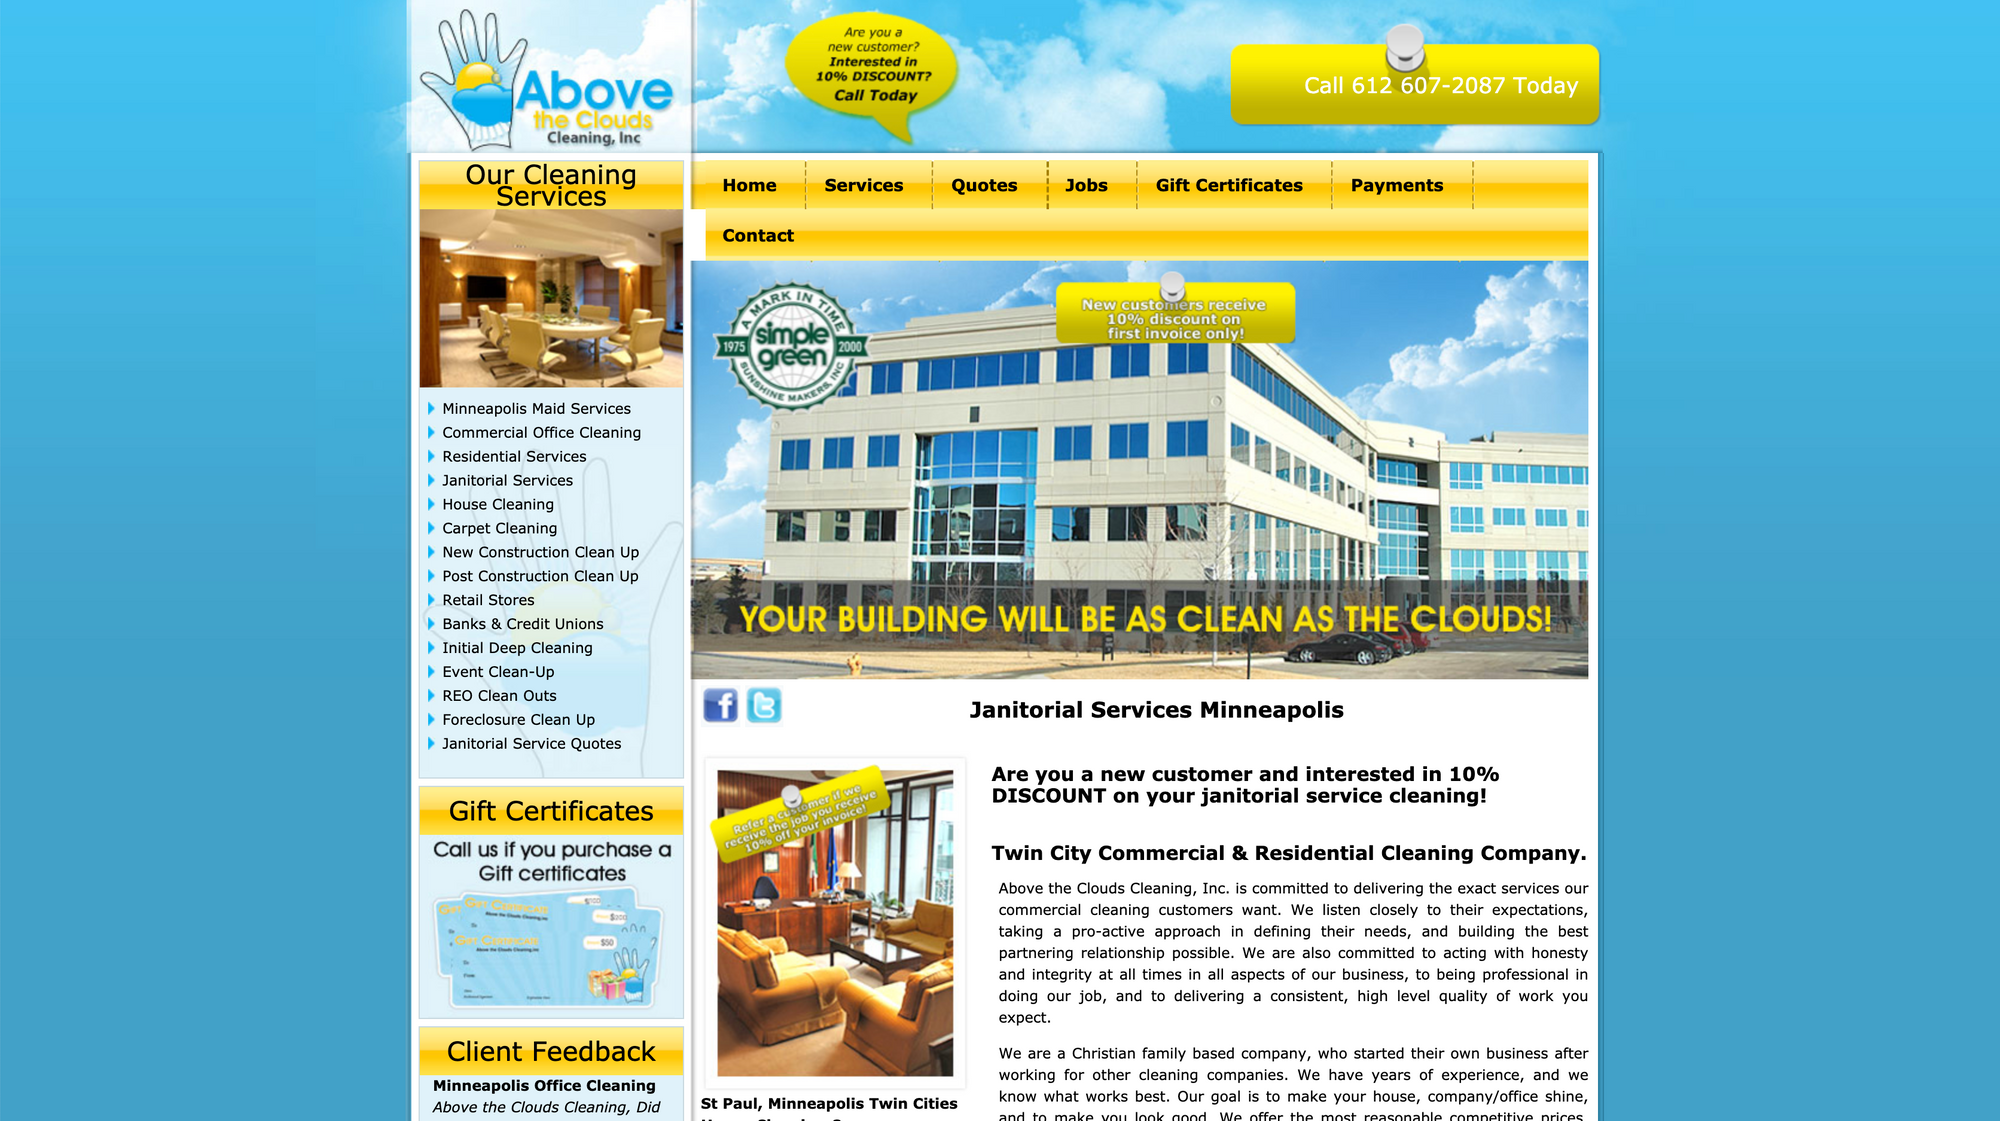 Above
the Clouds
Cleaning, Inc
Are you a
new customer?
Interested in
10% DISCOUNT?
Call Today
Call 612 607-2087 Today
Our Cleaning
Services
Home
Services
Quotes
Jobs
Gift Certificates
Payments
Contact
A MARK IN TIME
1975
simple
green
2000
SUNSHINE MAKERS, INC
New customers receive
10% discount on
first invoice only!
YOUR BUILDING WILL BE AS CLEAN AS THE CLOUDS!
Minneapolis Maid Services
Commercial Office Cleaning
Residential Services
Janitorial Services
House Cleaning
Carpet Cleaning
New Construction Clean Up
Post Construction Clean Up
Retail Stores
Banks & Credit Unions
Initial Deep Cleaning
Event Clean-Up
REO Clean Outs
Foreclosure Clean Up
Janitorial Service Quotes
Gift Certificates
Call us if you purchase a
Gift certificates
$200
$50
Above the Clouds Cleaning, Inc
Client Feedback
Minneapolis Office Cleaning
Above the Clouds Cleaning, Did
f
t
Janitorial Services Minneapolis
Refer a customer if we
receive the job you receive
10% off your invoice!
St Paul, Minneapolis Twin Cities
Are you a new customer and interested in 10%
DISCOUNT on your janitorial service cleaning!
Twin City Commercial & Residential Cleaning Company.
Above the Clouds Cleaning, Inc. is committed to delivering the exact services our
commercial cleaning customers want. We listen closely to their expectations,
taking a pro-active approach in defining their needs, and building the best
partnering relationship possible. We are also committed to acting with honesty
and integrity at all times in all aspects of our business, to being professional in
doing our job, and to delivering a consistent, high level quality of work you
expect.
We are a Christian family based company, who started their own business after
working for other cleaning companies. We have years of experience, and we
know what works best. Our goal is to make your house, company/office shine,
and to make you look good. We offer the most reasonable competitive prices,